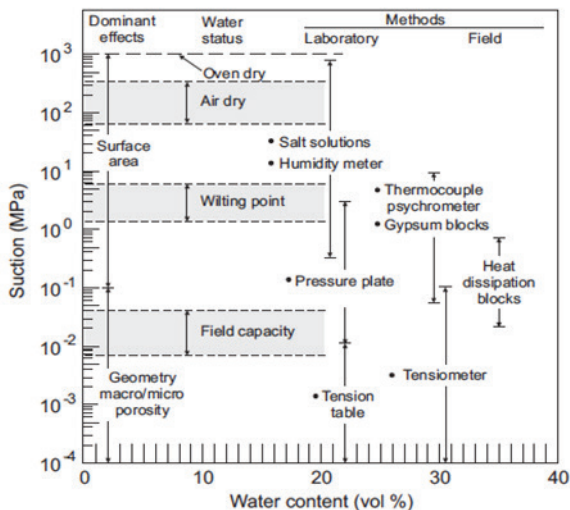 Dominant effects
Water status
Methods
Laboratory
Field
10³
Oven dry
Air dry
10²
Surface area
• Salt solutions
• Humidity meter
10¹
Wilting point
• Thermocouple psychrometer
• Gypsum blocks
10⁰
Suction (MPa)
• Pressure plate
Heat dissipation blocks
10⁻¹
Field capacity
10⁻²
Geometry macro/micro porosity
• Tensiometer
10⁻³
• Tension table
10⁻⁴
0
10
20
30
40
Water content (vol %)